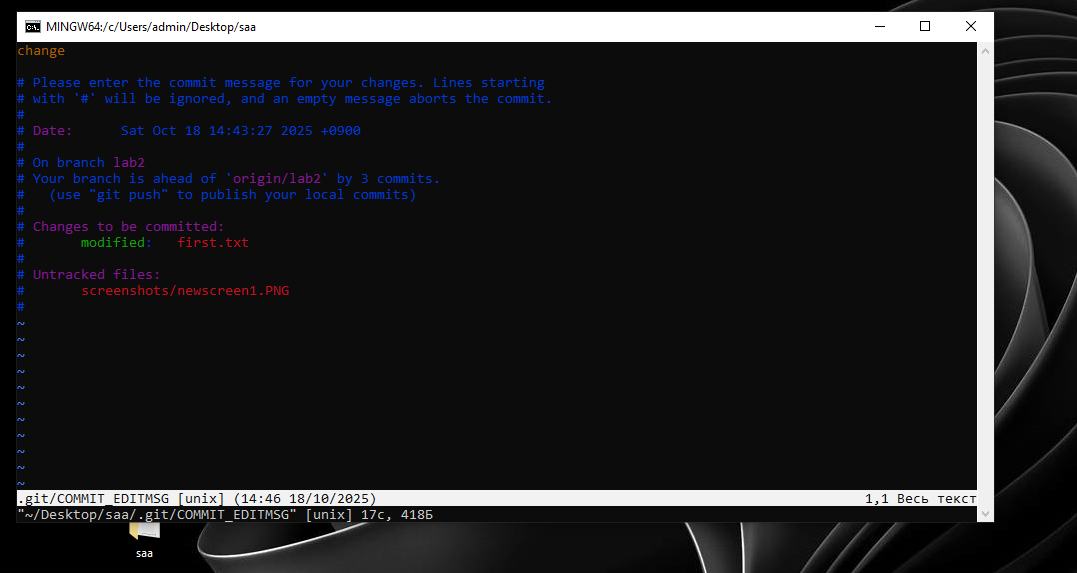 MINGW64:/c/Users/admin/Desktop/saa
change
# Please enter the commit message for your changes. Lines starting
# with '#' will be ignored, and an empty message aborts the commit.
#
# Date:      Sat Oct 18 14:43:27 2025 +0900
#
# On branch lab2
# Your branch is ahead of 'origin/lab2' by 3 commits.
#   (use "git push" to publish your local commits)
#
# Changes to be committed:
#       modified:   first.txt
#
# Untracked files:
#       screenshots/newscreen1.PNG
#
~
~
~
~
~
~
~
~
~
~
~
.git/COMMIT_EDITMSG [unix] (14:46 18/10/2025) 1,1 Весь текст
"~/Desktop/saa/.git/COMMIT_EDITMSG" [unix] 17с, 418Б
saa